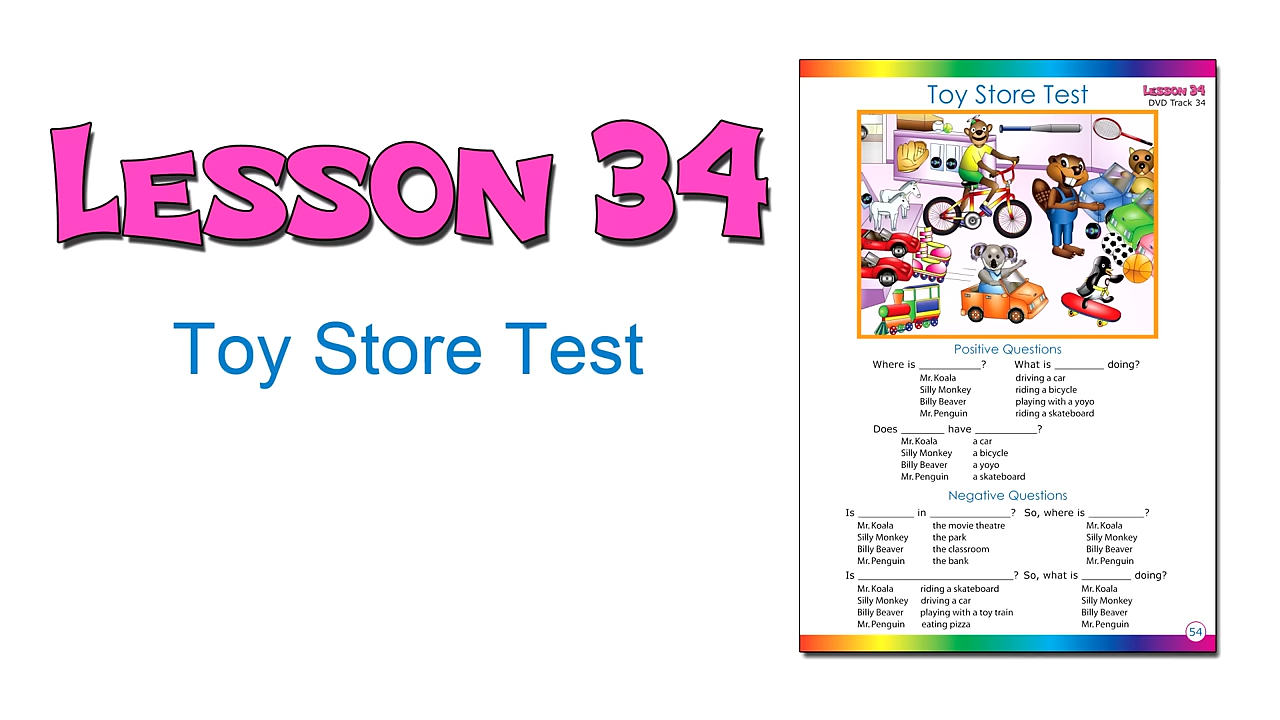 LESSON 34
Toy Store Test
Toy Store Test
LESSON 34
DVD Track 34
Positive Questions
Where is ___________? What is _________ doing?
Mr. Koala driving a car
Silly Monkey riding a bicycle
Billy Beaver playing with a yoyo
Mr. Penguin riding a skateboard
Does ________ have ___________?
Mr. Koala a car
Silly Monkey a bicycle
Billy Beaver a yoyo
Mr. Penguin a skateboard
Negative Questions
Is __________ in _______________? So, where is __________?
Mr. Koala the movie theatre Mr. Koala
Silly Monkey the park Silly Monkey
Billy Beaver the classroom Billy Beaver
Mr. Penguin the bank Mr. Penguin
Is ____________________________? So, what is _________ doing?
Mr. Koala riding a skateboard Mr. Koala
Silly Monkey driving a car Silly Monkey
Billy Beaver playing with a toy train Billy Beaver
Mr. Penguin eating pizza Mr. Penguin
54